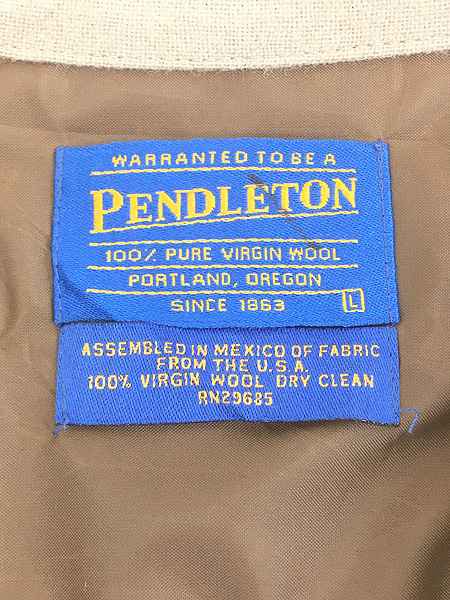 WARRANTED TO BE A
PENDLETON
100% PURE VIRGIN WOOL
PORTLAND, OREGON
SINCE 1863
L
ASSEMBLED IN MEXICO OF FABRIC
FROM THE U.S.A.
100% VIRGIN WOOL DRY CLEAN
RN29685